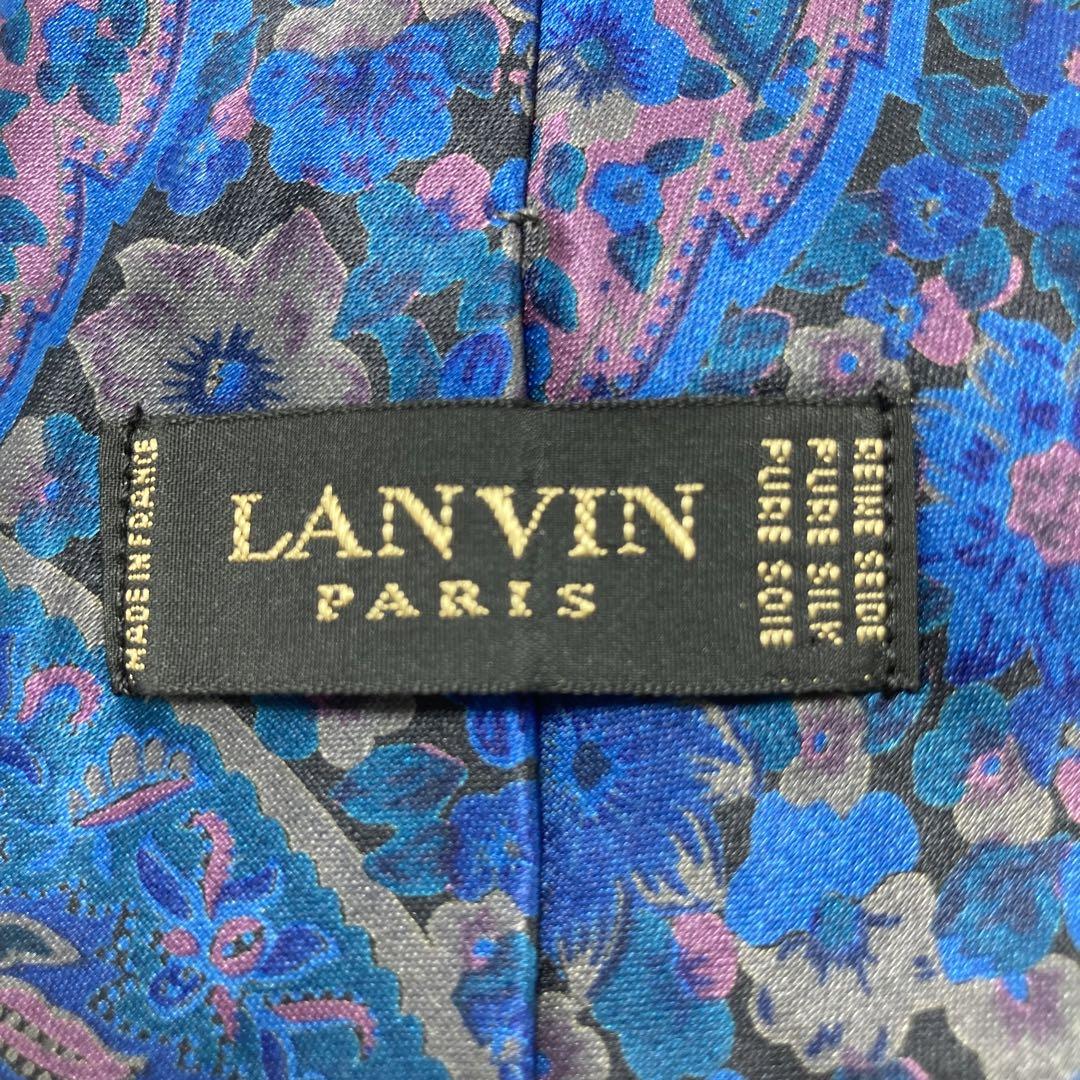 MADE IN FRANCE
LANVIN
PARIS
REINE SEIDE
PURE SILK
PURE SOIE